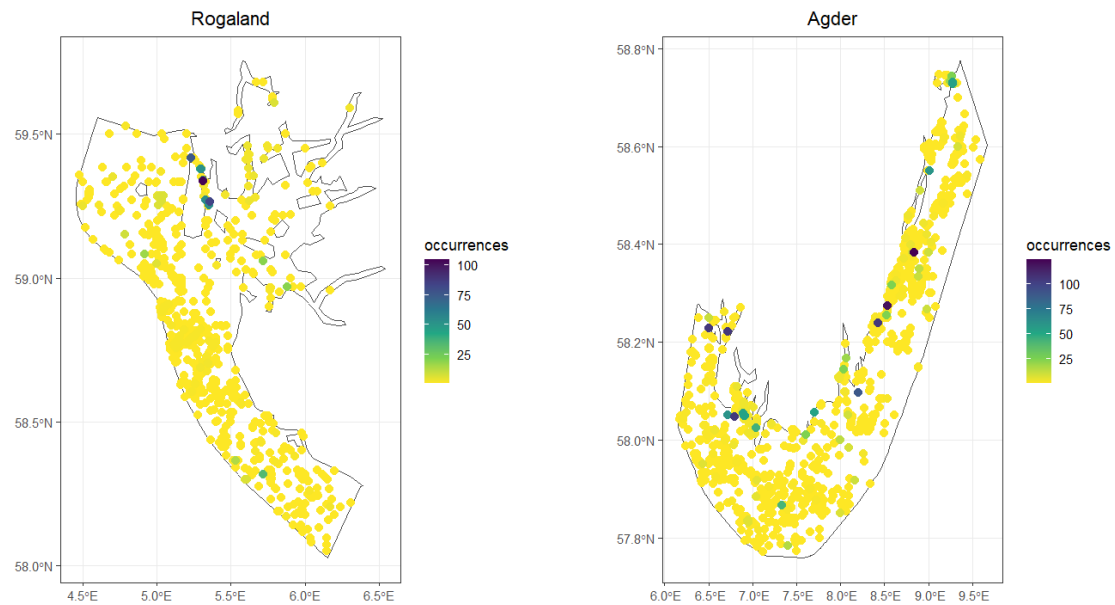 Rogaland
59.5°N
59.0°N
58.5°N
58.0°N
4.5°E 5.0°E 5.5°E 6.0°E 6.5°E
occurrences
100
75
50
25
Agder
58.8°N
58.6°N
58.4°N
58.2°N
58.0°N
57.8°N
6.0°E 6.5°E 7.0°E 7.5°E 8.0°E 8.5°E 9.0°E 9.5°E
occurrences
100
75
50
25